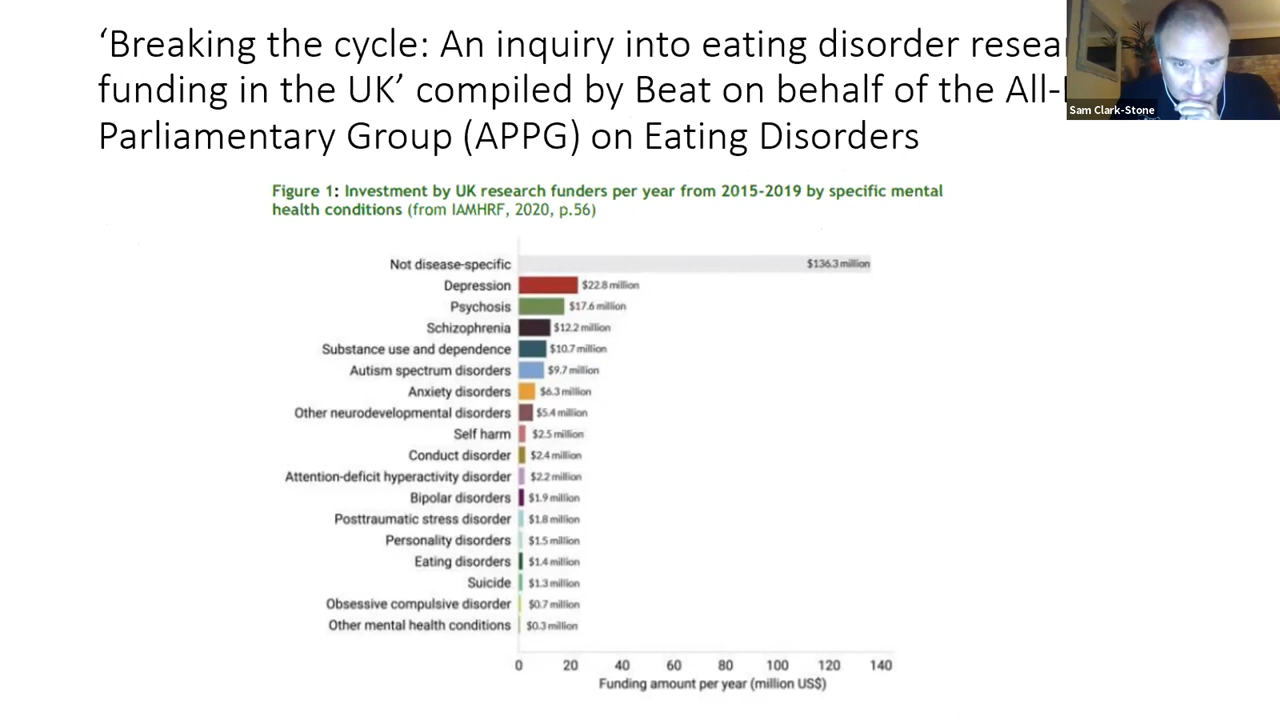 ‘Breaking the cycle: An inquiry into eating disorder resea
funding in the UK’ compiled by Beat on behalf of the All-
Parliamentary Group (APPG) on Eating Disorders
Sam Clark-Stone
Figure 1: Investment by UK research funders per year from 2015-2019 by specific mental
health conditions (from IAMHRF, 2020, p.56)
Not disease-specific $136.3 million
Depression $22.8 million
Psychosis $17.6 million
Schizophrenia $12.2 million
Substance use and dependence $10.7 million
Autism spectrum disorders $9.7 million
Anxiety disorders $6.3 million
Other neurodevelopmental disorders $5.4 million
Self harm $2.5 million
Conduct disorder $2.4 million
Attention-deficit hyperactivity disorder $2.2 million
Bipolar disorders $1.9 million
Posttraumatic stress disorder $1.8 million
Personality disorders $1.5 million
Eating disorders $1.4 million
Suicide $1.3 million
Obsessive compulsive disorder $0.7 million
Other mental health conditions $0.3 million
0 20 40 60 80 100 120 140
Funding amount per year (million US$)